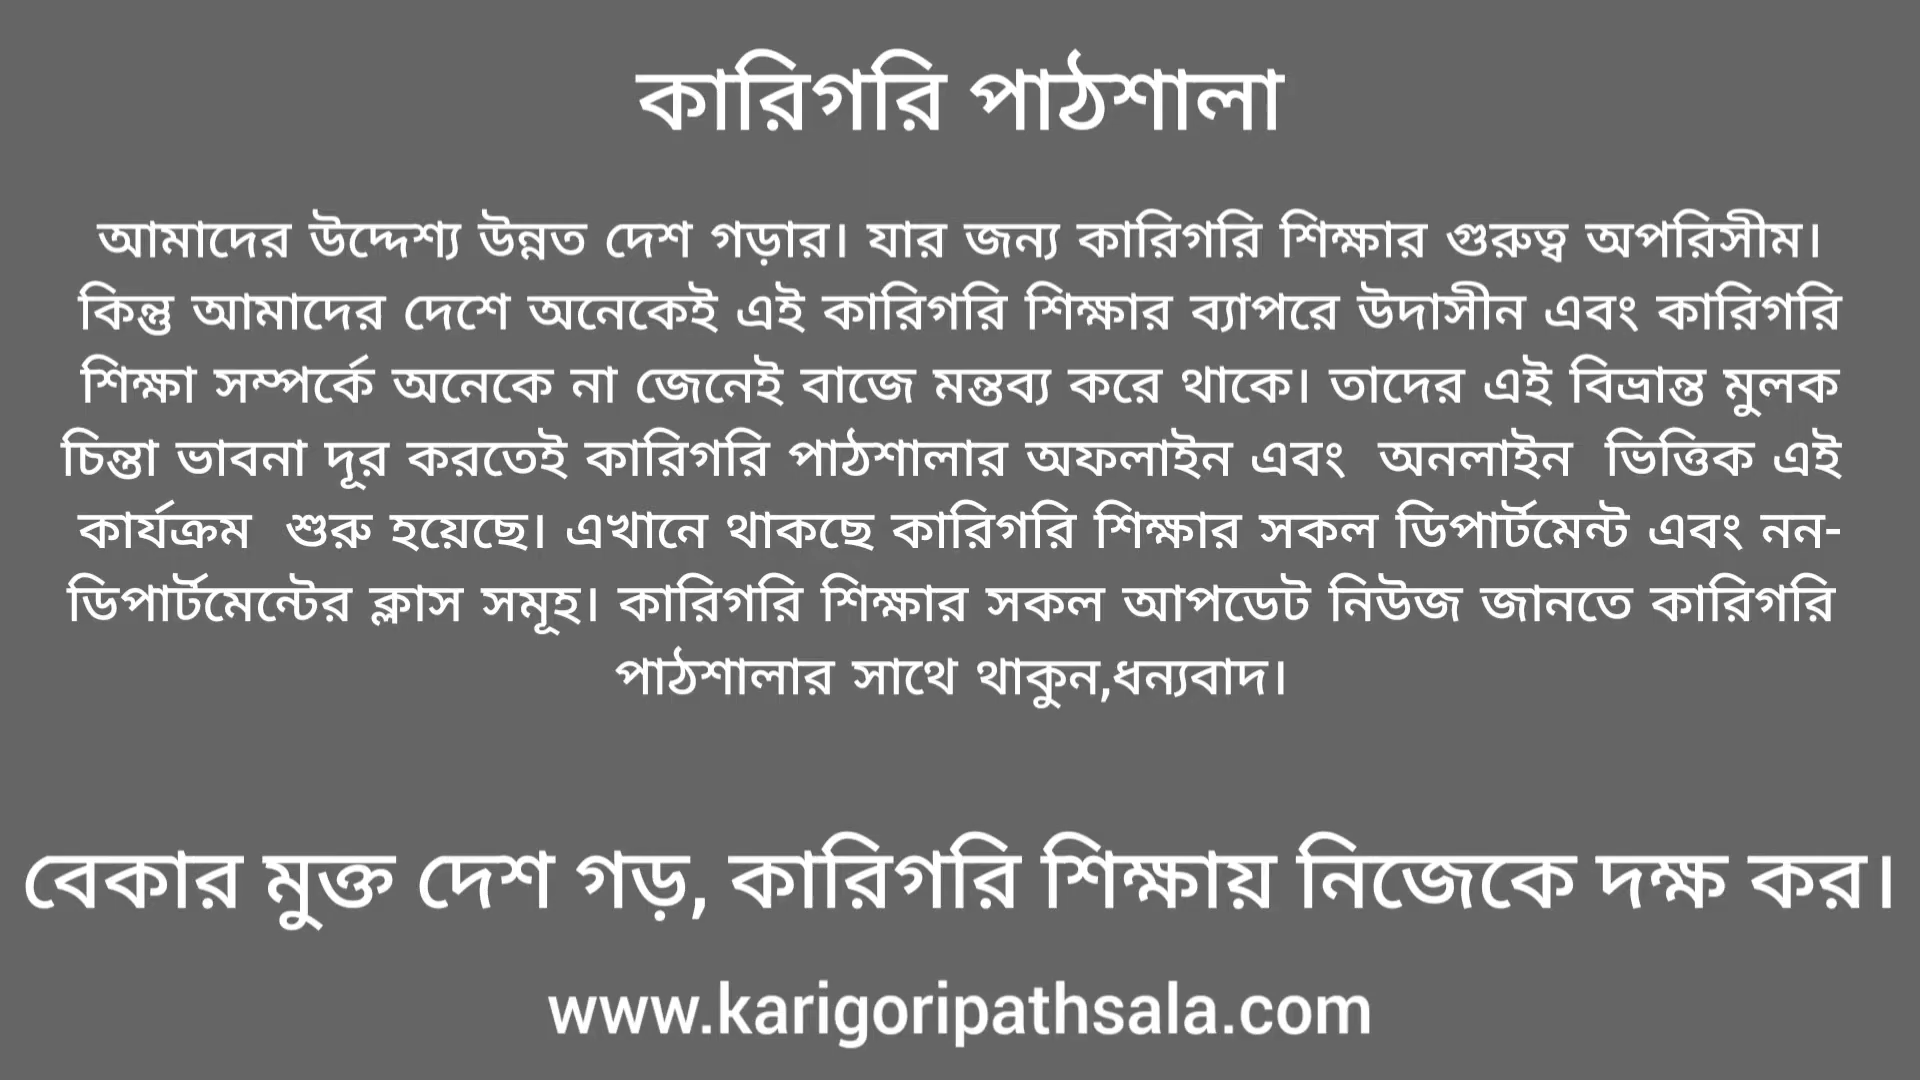 কারিগরি পাঠশালা
আমাদের উদ্দেশ্য উন্নত দেশ গড়ার। যার জন্য কারিগরি শিক্ষার গুরুত্ব অপরিসীম।
কিন্তু আমাদের দেশে অনেকেই এই কারিগরি শিক্ষার ব্যাপরে উদাসীন এবং কারিগরি
শিক্ষা সম্পর্কে অনেকে না জেনেই বাজে মন্তব্য করে থাকে। তাদের এই বিভ্রান্ত মুলক
চিন্তা ভাবনা দূর করতেই কারিগরি পাঠশালার অফলাইন এবং অনলাইন ভিত্তিক এই
কার্যক্রম শুরু হয়েছে। এখানে থাকছে কারিগরি শিক্ষার সকল ডিপার্টমেন্ট এবং নন-
ডিপার্টমেন্টের ক্লাস সমূহ। কারিগরি শিক্ষার সকল আপডেট নিউজ জানতে কারিগরি
পাঠশালার সাথে থাকুন,ধন্যবাদ।
বেকার মুক্ত দেশ গড়, কারিগরি শিক্ষায় নিজেকে দক্ষ কর।
www.karigoripathsala.com